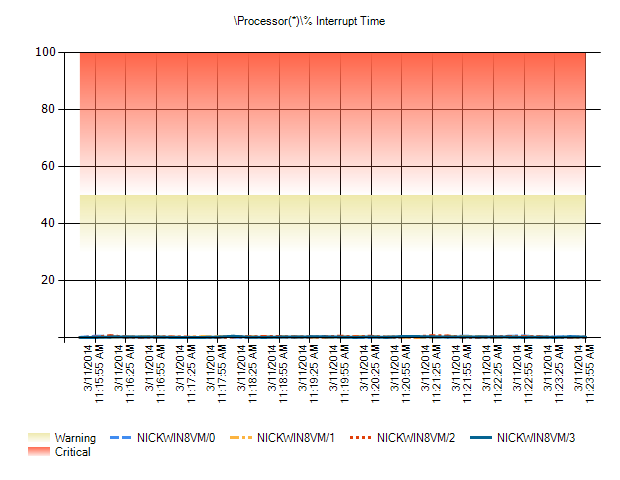 \Processor(*)\% Interrupt Time
100
80
60
40
20
3/11/2014 11:15:55 AM
3/11/2014 11:16:25 AM
3/11/2014 11:16:55 AM
3/11/2014 11:17:25 AM
3/11/2014 11:17:55 AM
3/11/2014 11:18:25 AM
3/11/2014 11:18:55 AM
3/11/2014 11:19:25 AM
3/11/2014 11:19:55 AM
3/11/2014 11:20:25 AM
3/11/2014 11:20:55 AM
3/11/2014 11:21:25 AM
3/11/2014 11:21:55 AM
3/11/2014 11:22:25 AM
3/11/2014 11:22:55 AM
3/11/2014 11:23:25 AM
3/11/2014 11:23:55 AM
Warning NICKWIN8VM/0 NICKWIN8VM/1 NICKWIN8VM/2 NICKWIN8VM/3
Critical